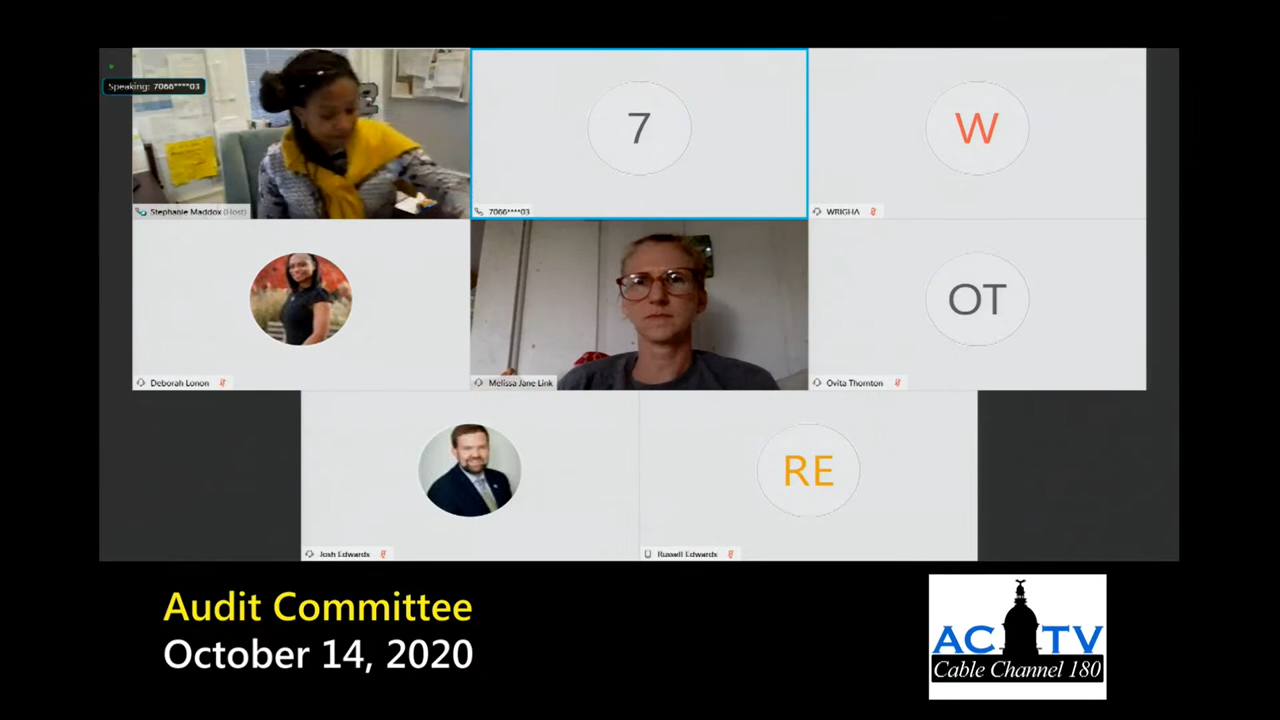 Speaking: 7066****03
Stephanie Maddox (Host)
7
7066****03
W
WRIGHA
Deborah Lonon
Melissa Jane Link
OT
Ovita Thornton
Josh Edwards
RE
Russell Edwards
Audit Committee
October 14, 2020
AC TV
Cable Channel 180